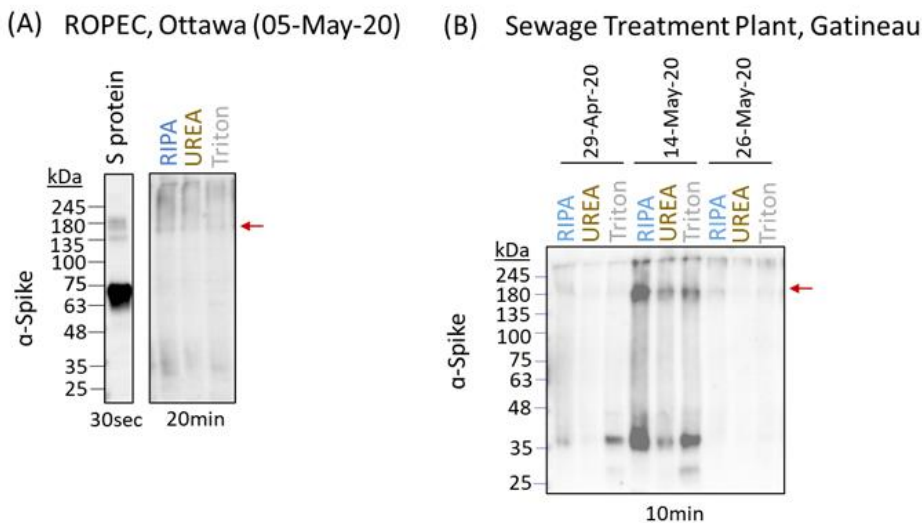 (A) ROPEC, Ottawa (05-May-20)
S protein
RIPA
UREA
Triton
kDa
245
180
135
100
75
63
48
35
25
α-Spike
30sec
20min
(B) Sewage Treatment Plant, Gatineau
29-Apr-20
14-May-20
26-May-20
RIPA
UREA
Triton
RIPA
UREA
Triton
RIPA
UREA
Triton
kDa
245
180
135
100
75
63
48
35
25
α-Spike
10min